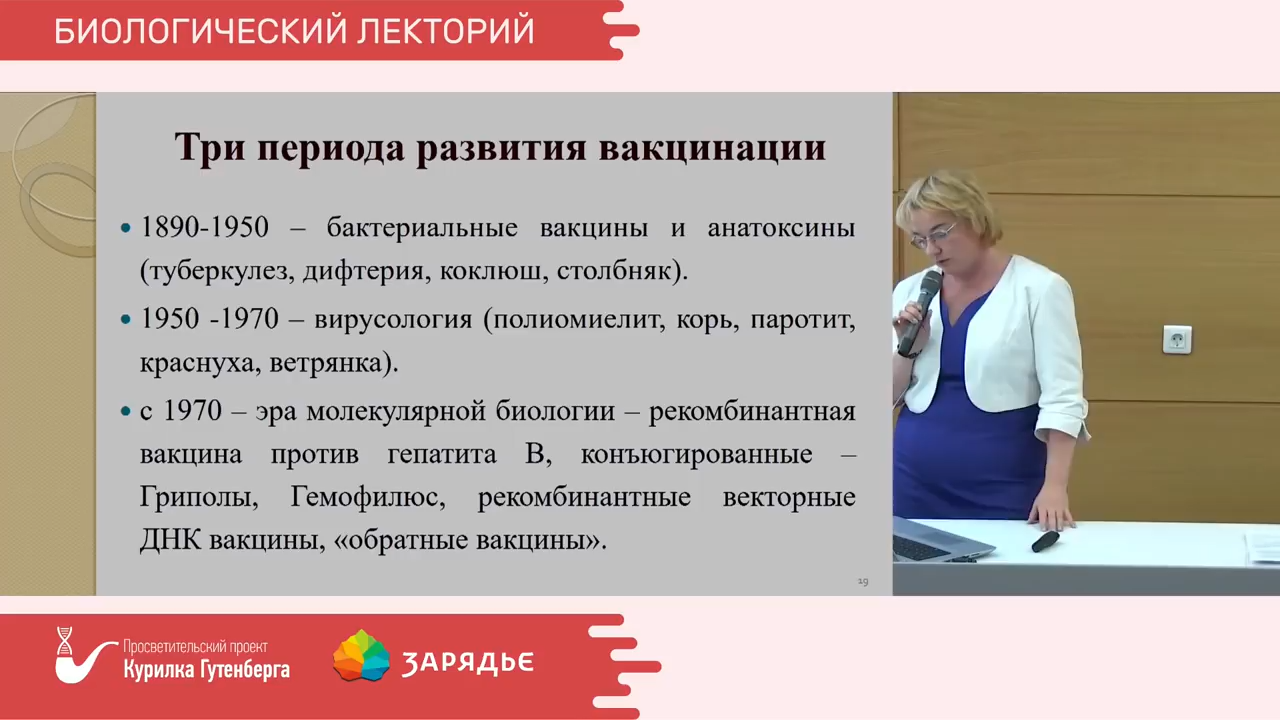 БИОЛОГИЧЕСКИЙ ЛЕКТОРИЙ
Три периода развития вакцинации
• 1890-1950 – бактериальные вакцины и анатоксины
(туберкулез, дифтерия, коклюш, столбняк).
• 1950 -1970 – вирусология (полиомиелит, корь, паротит,
краснуха, ветрянка).
• с 1970 – эра молекулярной биологии – рекомбинантная
вакцина против гепатита В, конъюгированные –
Гриполы, Гемофилюс, рекомбинантные векторные
ДНК вакцины, «обратные вакцины».
19
Просветительский проект
Курилка Гутенберга
ЗАРЯДЬЕ